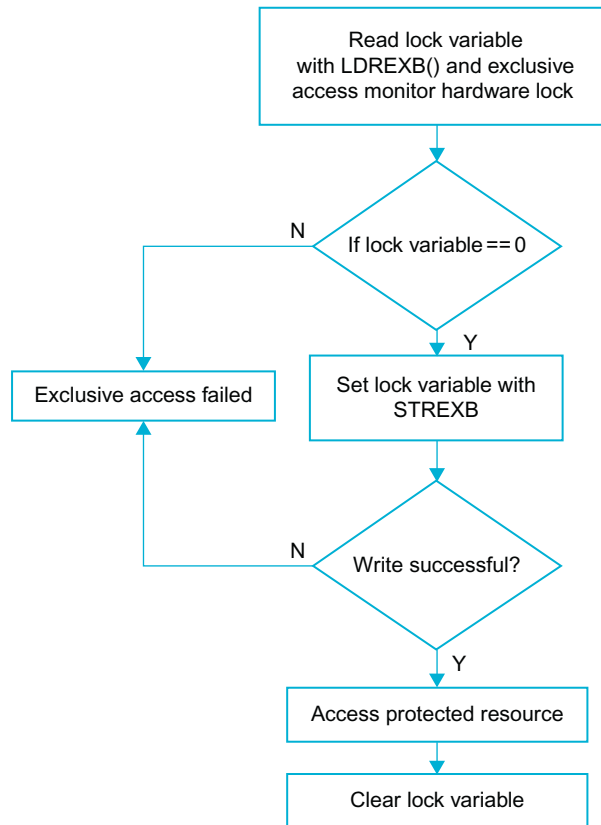 Read lock variable
with LDREXB() and exclusive
access monitor hardware lock
N
If lock variable == 0
Y
Exclusive access failed
Set lock variable with
STREXB
N
Write successful?
Y
Access protected resource
Clear lock variable